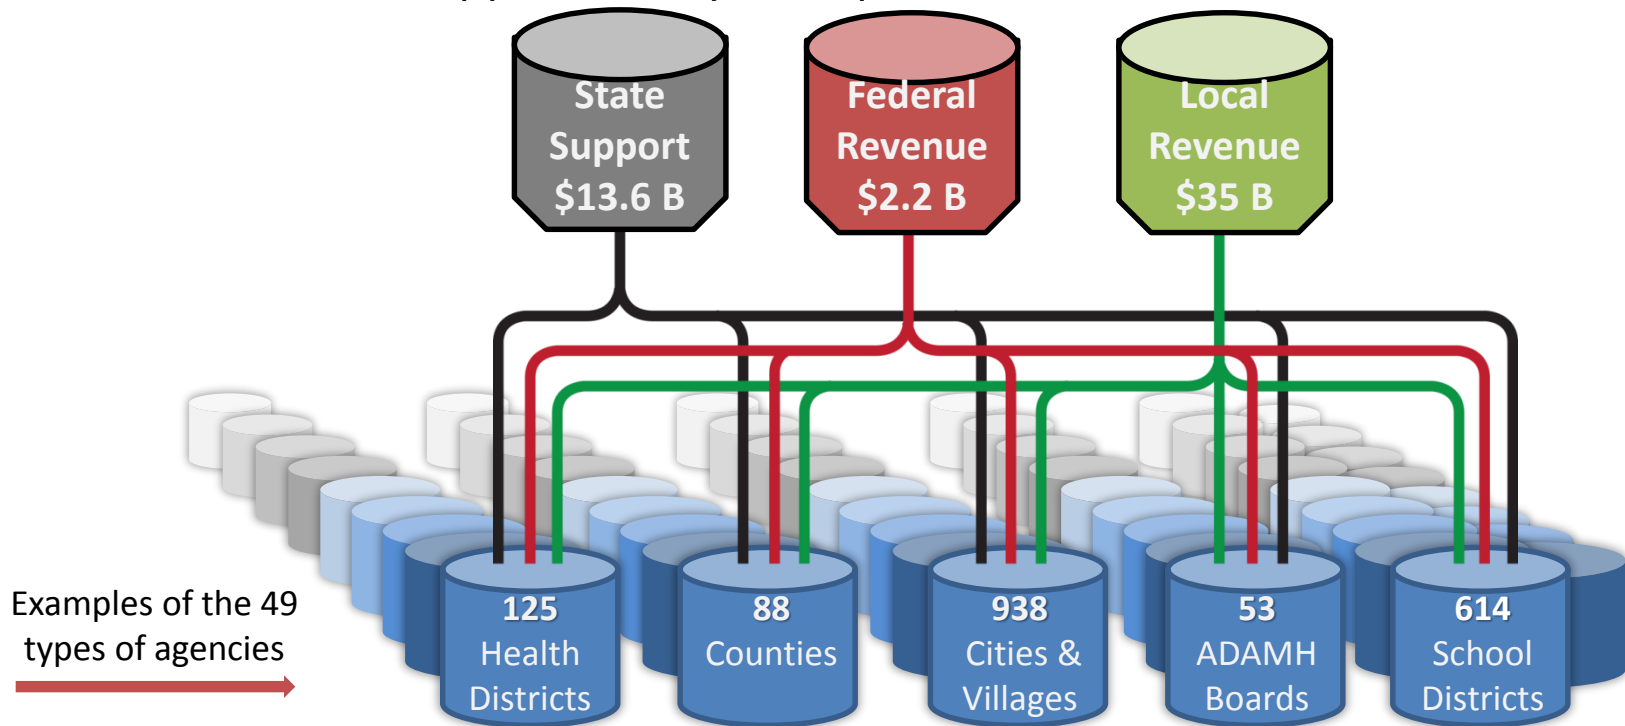 State
Support
$13.6 B
Federal
Revenue
$2.2 B
Local
Revenue
$35 B
Examples of the 49
types of agencies
125
Health
Districts
88
Counties
938
Cities &
Villages
53
ADAMH
Boards
614
School
Districts